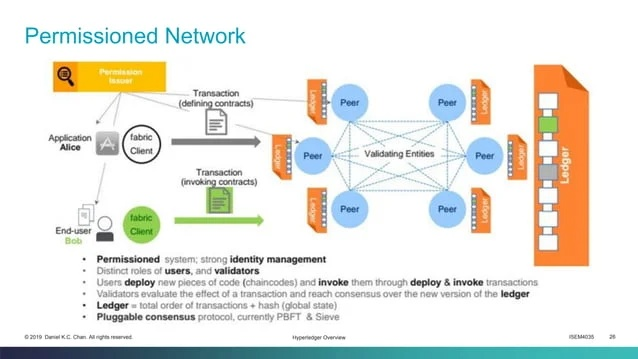 Permissioned Network
Permission
Issuer
Transaction
(defining contracts)
Application
Alice
fabric
Client
Transaction
(invoking contracts)
End-user
Bob
fabric
Client
Ledger
Peer
Peer
Ledger
Ledger
Peer
Validating Entities
Peer
Ledger
Ledger
Peer
Peer
Ledger
Ledger
• Permissioned system; strong identity management
• Distinct roles of users, and validators
• Users deploy new pieces of code (chaincodes) and invoke them through deploy & invoke transactions
• Validators evaluate the effect of a transaction and reach consensus over the new version of the ledger
• Ledger = total order of transactions + hash (global state)
• Pluggable consensus protocol, currently PBFT & Sieve
© 2019 Daniel K.C. Chan. All rights reserved.
Hyperledger Overview
ISEM4035
26